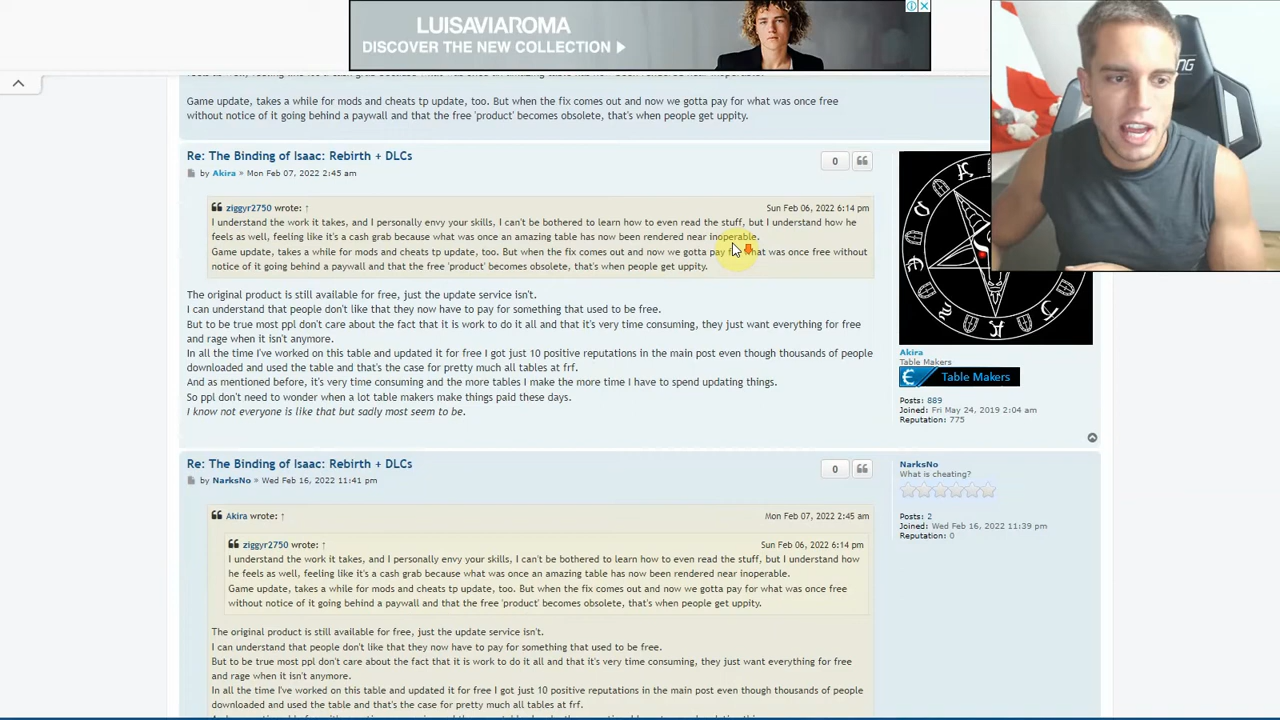 LUISAVIAROMA
DISCOVER THE NEW COLLECTION
Game update, takes a while for mods and cheats tp update, too. But when the fix comes out and now we gotta pay for what was once free
without notice of it going behind a paywall and that the free 'product' becomes obsolete, that's when people get uppity.
Re: The Binding of Isaac: Rebirth + DLCs
0
by Akira » Mon Feb 07, 2022 2:45 am
ziggyr2750 wrote: ↑
Sun Feb 06, 2022 6:14 pm
I understand the work it takes, and I personally envy your skills, I can't be bothered to learn how to even read the stuff, but I understand how he
feels as well, feeling like it's a cash grab because what was once an amazing table has now been rendered near inoperable.
Game update, takes a while for mods and cheats tp update, too. But when the fix comes out and now we gotta pay what was once free without
notice of it going behind a paywall and that the free 'product' becomes obsolete, that's when people get uppity.
The original product is still available for free, just the update service isn't.
I can understand that people don't like that they now have to pay for something that used to be free.
But to be true most ppl don't care about the fact that it is work to do it all and that it's very time consuming, they just want everything for free
and rage when it isn't anymore.
In all the time I've worked on this table and updated it for free I got just 10 positive reputations in the main post even though thousands of people
downloaded and used the table and that's the case for pretty much all tables at frf.
And as mentioned before, it's very time consuming and the more tables I make the more time I have to spend updating things.
So ppl don't need to wonder when a lot table makers make things paid these days.
I know not everyone is like that but sadly most seem to be.
Akira
Table Makers
Table Makers
Posts: 889
Joined: Fri May 24, 2019 2:04 am
Reputation: 775
Re: The Binding of Isaac: Rebirth + DLCs
0
by NarksNo » Wed Feb 16, 2022 11:41 pm
NarksNo
What is cheating?
Posts: 2
Joined: Wed Feb 16, 2022 11:39 pm
Reputation: 0
Akira wrote: ↑
Mon Feb 07, 2022 2:45 am
ziggyr2750 wrote: ↑
Sun Feb 06, 2022 6:14 pm
I understand the work it takes, and I personally envy your skills, I can't be bothered to learn how to even read the stuff, but I understand how
he feels as well, feeling like it's a cash grab because what was once an amazing table has now been rendered near inoperable.
Game update, takes a while for mods and cheats tp update, too. But when the fix comes out and now we gotta pay for what was once free
without notice of it going behind a paywall and that the free 'product' becomes obsolete, that's when people get uppity.
The original product is still available for free, just the update service isn't.
I can understand that people don't like that they now have to pay for something that used to be free.
But to be true most ppl don't care about the fact that it is work to do it all and that it's very time consuming, they just want everything for free
and rage when it isn't anymore.
In all the time I've worked on this table and updated it for free I got just 10 positive reputations in the main post even though thousands of people
downloaded and used the table and that's the case for pretty much all tables at frf.